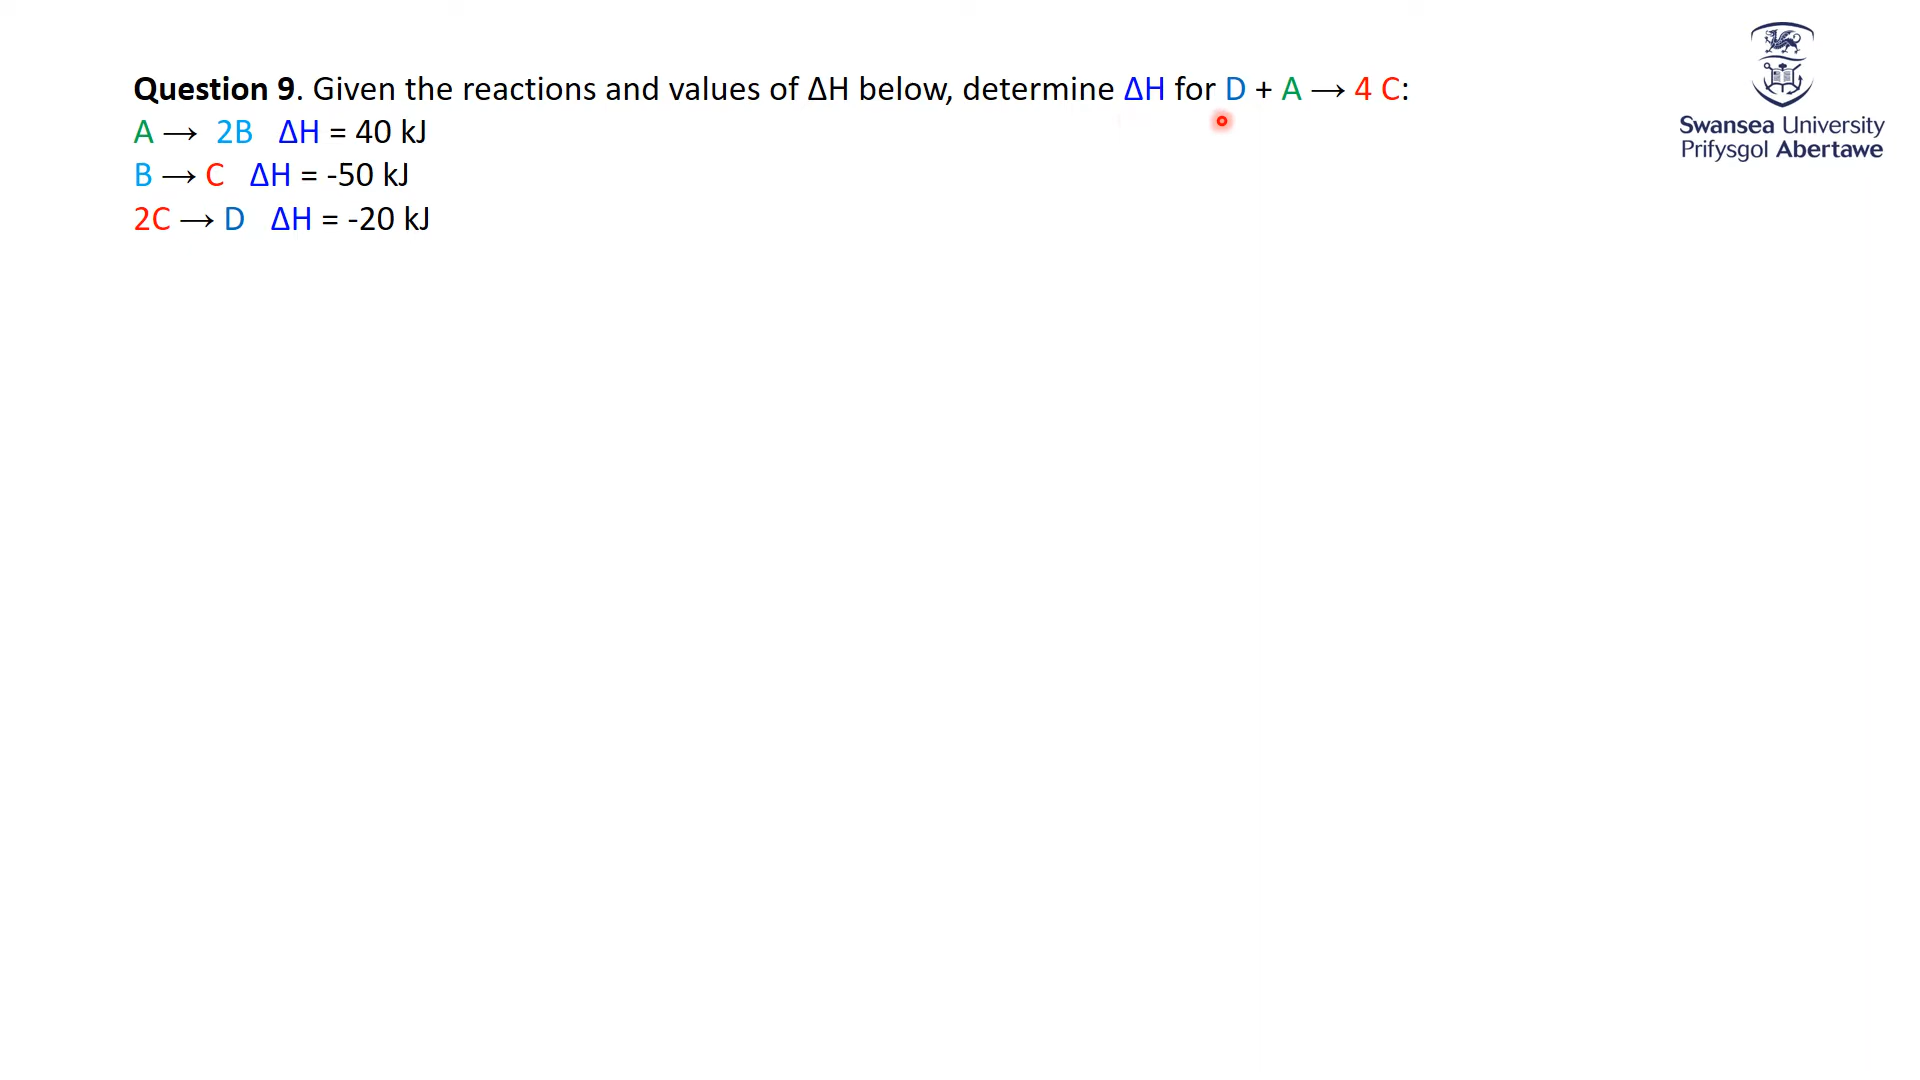 Question 9. Given the reactions and values of ΔH below, determine ΔH for D + A → 4 C:
A → 2B ΔH = 40 kJ
B → C ΔH = -50 kJ
2C → D ΔH = -20 kJ
Swansea University
Prifysgol Abertawe